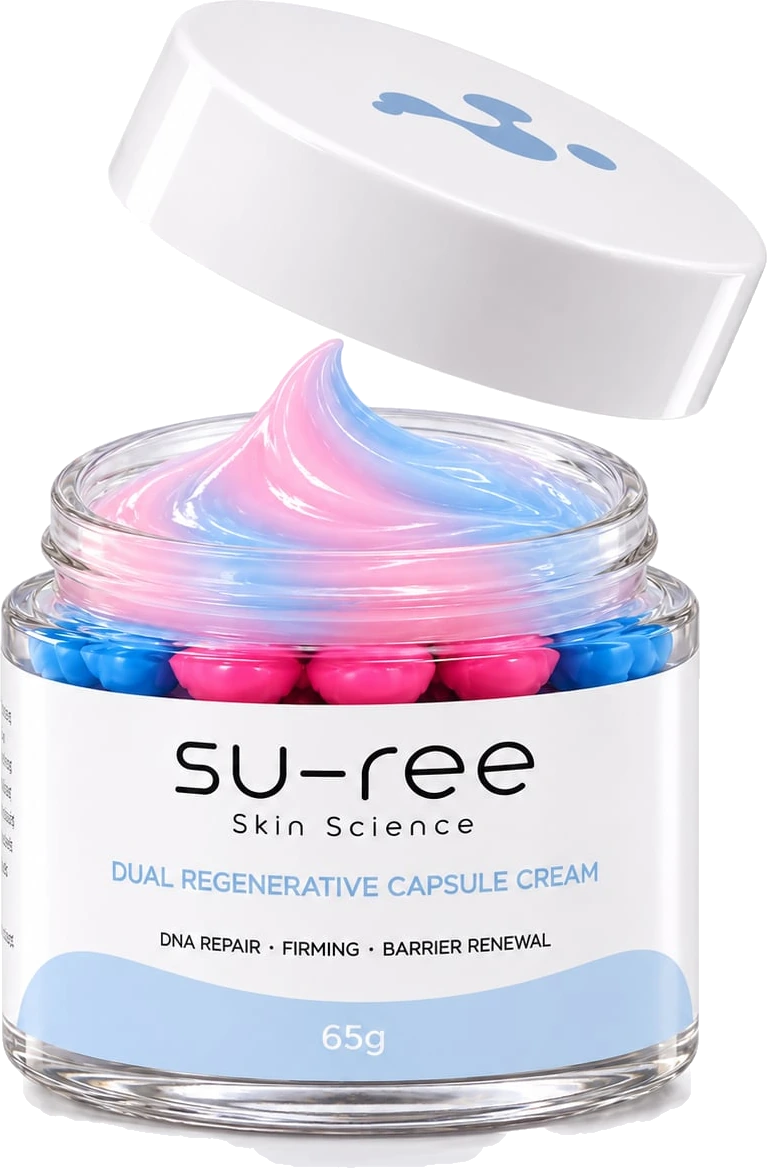 su-ree
Skin Science
DUAL REGENERATIVE CAPSULE CREAM
DNA REPAIR · FIRMING · BARRIER RENEWAL
65g